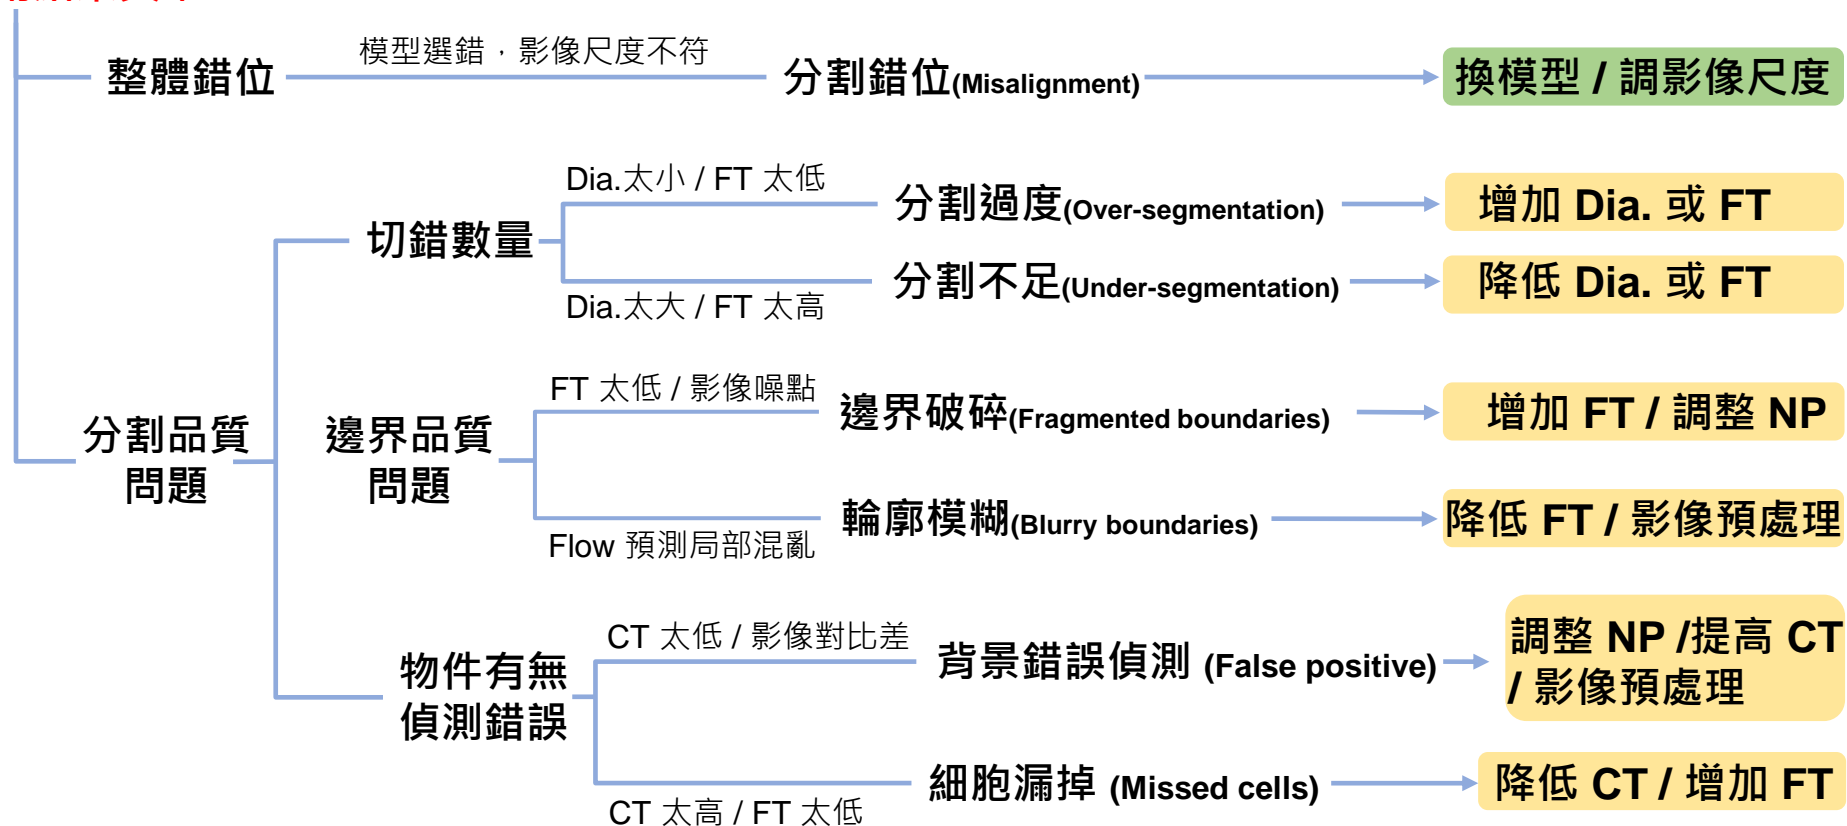 整體錯位
模型選錯，影像尺度不符
分割錯位(Misalignment)
換模型 / 調影像尺度
切錯數量
Dia.太小 / FT 太低
分割過度(Over-segmentation)
增加 Dia. 或 FT
Dia.太大 / FT 太高
分割不足(Under-segmentation)
降低 Dia. 或 FT
分割品質
問題
邊界品質
問題
FT 太低 / 影像噪點
邊界破碎(Fragmented boundaries)
增加 FT / 調整 NP
Flow 預測局部混亂
輪廓模糊(Blurry boundaries)
降低 FT / 影像預處理
物件有無
偵測錯誤
CT 太低 / 影像對比差
背景錯誤偵測 (False positive)
調整 NP /提高 CT
/ 影像預處理
CT 太高 / FT 太低
細胞漏掉 (Missed cells)
降低 CT / 增加 FT